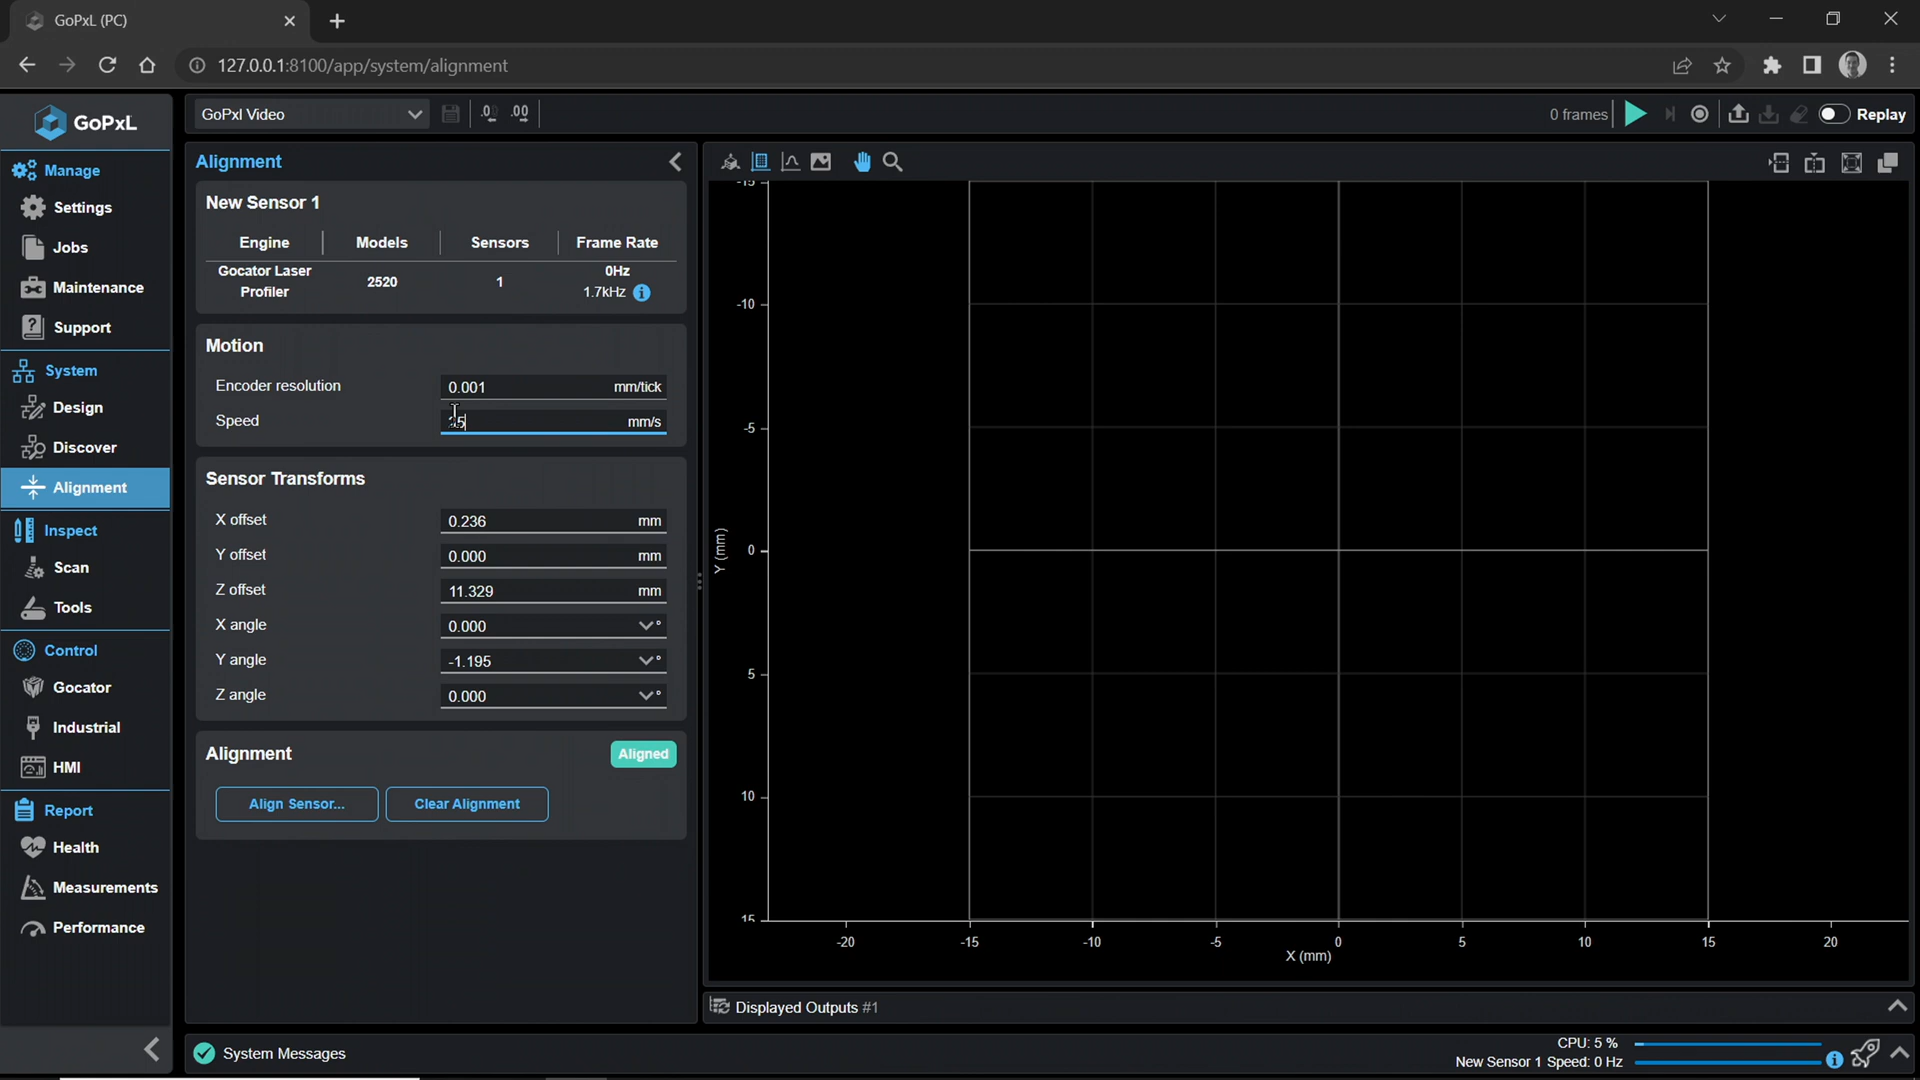 GoPxL (PC)
127.0.0.1:8100/app/system/alignment
GoPxL
GoPxl Video
0 frames
Replay
Manage
Settings
Jobs
Maintenance
Support
System
Design
Discover
Alignment
Inspect
Scan
Tools
Control
Gocator
Industrial
HMI
Report
Health
Measurements
Performance
Alignment
New Sensor 1
Engine Models Sensors Frame Rate
Gocator Laser Profiler 2520 1 0Hz
1.7kHz
Motion
Encoder resolution 0.001 mm/tick
Speed mm/s
Sensor Transforms
X offset 0.236 mm
Y offset 0.000 mm
Z offset 11.329 mm
X angle 0.000 °
Y angle -1.195 °
Z angle 0.000 °
Alignment Aligned
Align Sensor... Clear Alignment
-15
-10
-5
0
5
10
15
Y (mm)
-20 -15 -10 -5 0 5 10 15 20
X (mm)
Displayed Outputs #1
System Messages
CPU: 5 %
New Sensor 1 Speed: 0 Hz